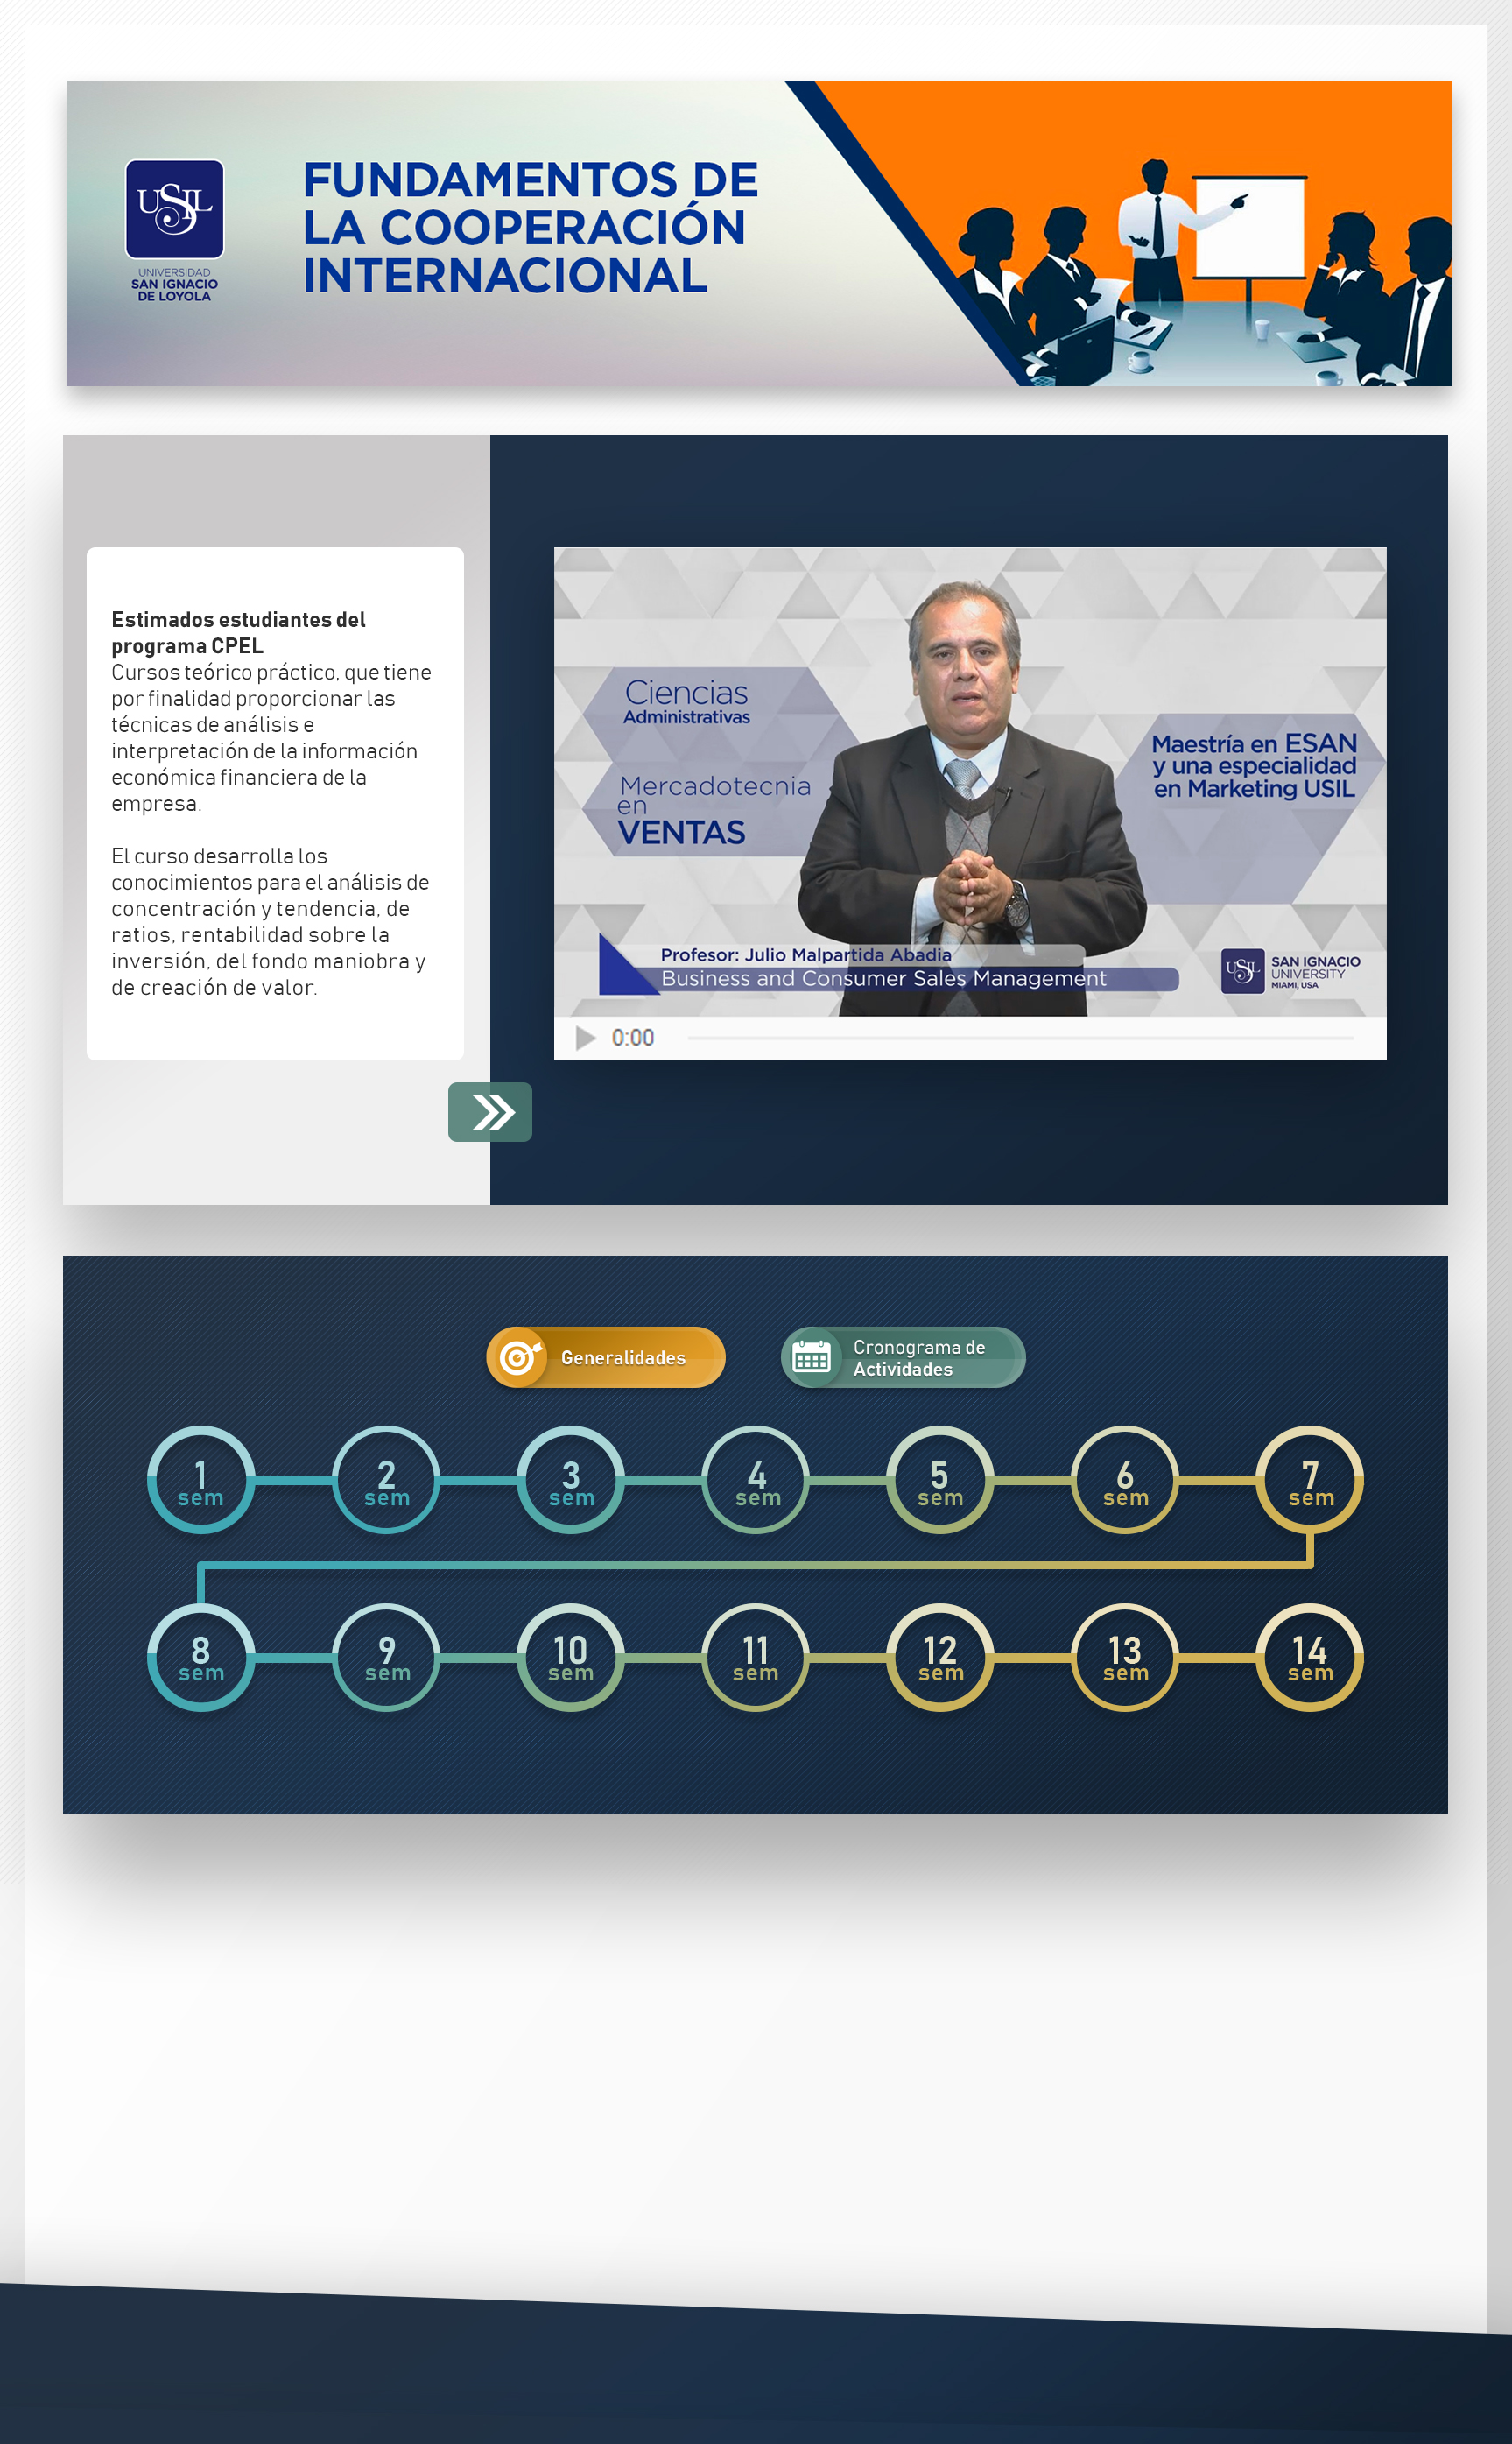 USIL
UNIVERSIDAD
SAN IGNACIO
DE LOYOLA
FUNDAMENTOS DE
LA COOPERACIÓN
INTERNACIONAL
Estimados estudiantes del
programa CPEL
Cursos teórico práctico, que tiene
por finalidad proporcionar las
técnicas de análisis e
interpretación de la información
económica financiera de la
empresa.
El curso desarrolla los
conocimientos para el análisis de
concentración y tendencia, de
ratios, rentabilidad sobre la
inversión, del fondo maniobra y
de creación de valor.
Ciencias
Administrativas
Mercadotecnia
en
VENTAS
Maestría en ESAN
y una especialidad
en Marketing USIL
Profesor: Julio Malpartida Abadia
Business and Consumer Sales Management
USIL
SAN IGNACIO
UNIVERSITY
MIAMI, USA
0:00
Generalidades
Cronograma de
Actividades
1 sem
2 sem
3 sem
4 sem
5 sem
6 sem
7 sem
8 sem
9 sem
10 sem
11 sem
12 sem
13 sem
14 sem